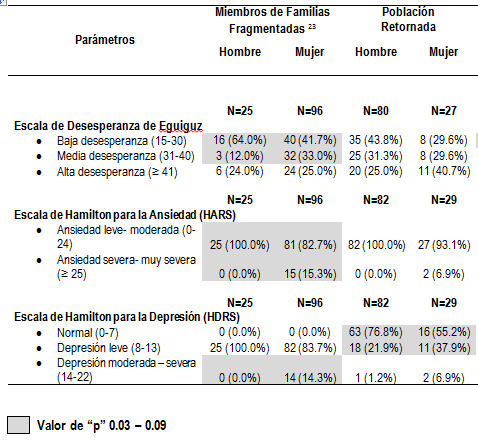 Parámetros Miembros de Familias Fragmentadas 23 Población Retornada
Hombre Mujer Hombre Mujer
N=25 N=96 N=80 N=27
Escala de Desesperanza de Eguiguz
• Baja desesperanza (15-30) 16 (64.0%) 40 (41.7%) 35 (43.8%) 8 (29.6%)
• Media desesperanza (31-40) 3 (12.0%) 32 (33.0%) 25 (31.3%) 8 (29.6%)
• Alta desesperanza (≥ 41) 6 (24.0%) 24 (25.0%) 20 (25.0%) 11 (40.7%)
N=25 N=96 N=82 N=29
Escala de Hamilton para la Ansiedad (HARS)
• Ansiedad leve- moderada (0-
24) 25 (100.0%) 81 (82.7%) 82 (100.0%) 27 (93.1%)
• Ansiedad severa- muy severa
(≥ 25) 0 (0.0%) 15 (15.3%) 0 (0.0%) 2 (6.9%)
N=25 N=96 N=82 N=29
Escala de Hamilton para la Depresión (HDRS)
• Normal (0-7) 0 (0.0%) 0 (0.0%) 63 (76.8%) 16 (55.2%)
• Depresión leve (8-13) 25 (100.0%) 82 (83.7%) 18 (21.9%) 11 (37.9%)
• Depresión moderada – severa
(14-22) 0 (0.0%) 14 (14.3%) 1 (1.2%) 2 (6.9%)
Valor de “p” 0.03 – 0.09